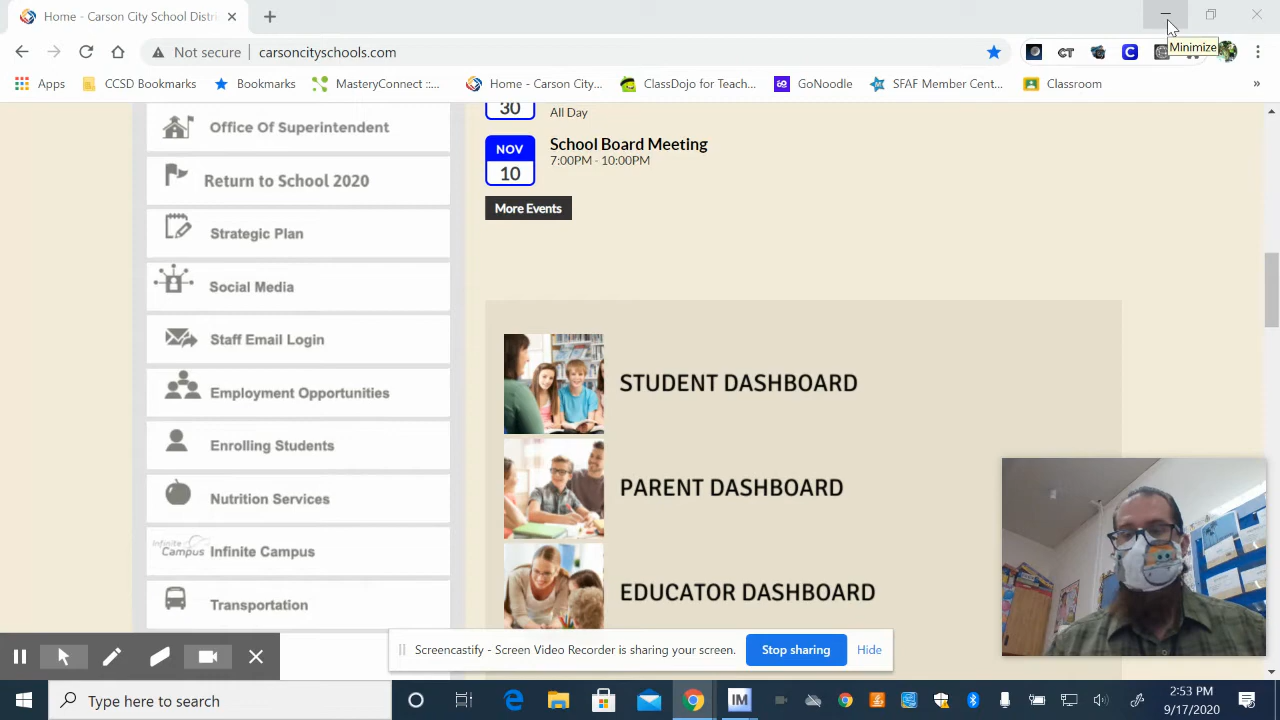 Home - Carson City School Distri
Minimize
Not secure
carsoncityschools.com
CT
C
Apps
CCSD Bookmarks
Bookmarks
MasteryConnect ::...
Home - Carson City...
ClassDojo for Teach...
GoNoodle
SFAF Member Cent...
Classroom
»
30
All Day
NOV
10
School Board Meeting
7:00PM - 10:00PM
More Events
Office Of Superintendent
Return to School 2020
Strategic Plan
Social Media
Staff Email Login
Employment Opportunities
Enrolling Students
Nutrition Services
Infinite Campus Infinite Campus
Transportation
STUDENT DASHBOARD
PARENT DASHBOARD
EDUCATOR DASHBOARD
Screencastify - Screen Video Recorder is sharing your screen.
Stop sharing
Hide
Type here to search
IM
2:53 PM
9/17/2020